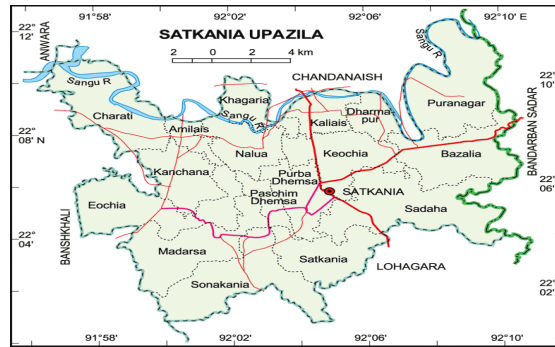 91°58'
92°02'
92°06'
92°10' E
SATKANIA UPAZILA
2 0 2 4 km
22°
12'
ANWARA
Sangu R
Sangu R
CHANDANAISH
22°
10'
Khagaria
Puranagar
Charati
Sangu R
Dharma
pur
Amilais
Kaliais
22°
08' N
Nalua
Keochia
Bazalia
BANDARBAN SADAR
Kanchana
Purba
Dhemsa
22°
06'
Paschim
Dhemsa
SATKANIA
Eochia
Sadaha
BANSHKHALI
22°
04'
Madarsa
Satkania
LOHAGARA
22°
02'
Sonakania
91°58'
92°02'
92°06'
92°10'